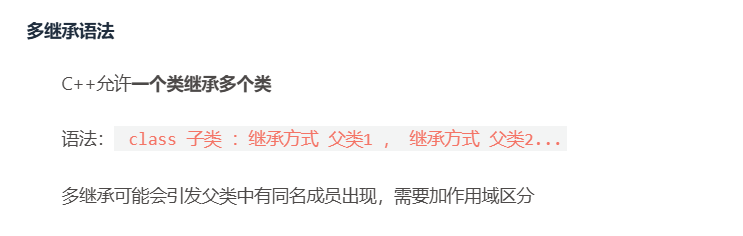 多继承语法
C++允许一个类继承多个类
语法： class 子类 ：继承方式 父类1 ， 继承方式 父类2...
多继承可能会引发父类中有同名成员出现，需要加作用域区分